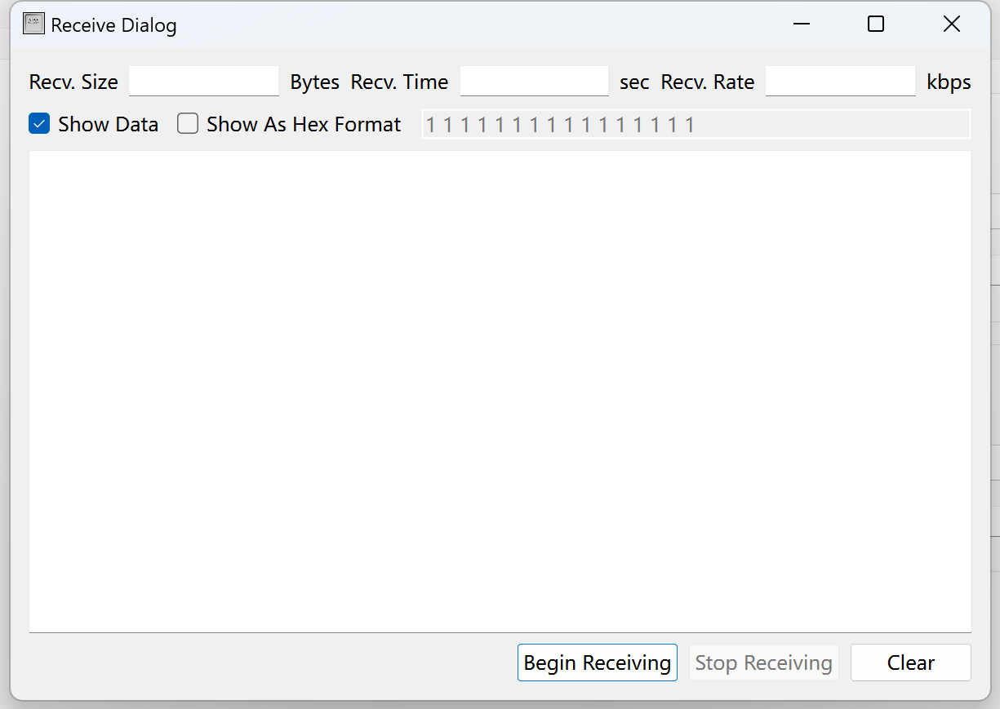 Receive Dialog
Recv. Size Bytes Recv. Time sec Recv. Rate kbps
Show Data Show As Hex Format 1 1 1 1 1 1 1 1 1 1 1 1 1 1 1 1
Begin Receiving Stop Receiving Clear